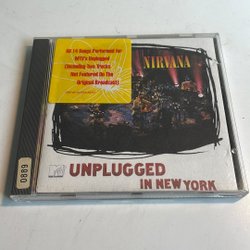 All 14 Songs Performed for
MTV's Unplugged
(Including Two Tracks
Not Featured On The
Original Broadcast)
NIRVANA
UNPLUGGED
IN NEW YORK
0889